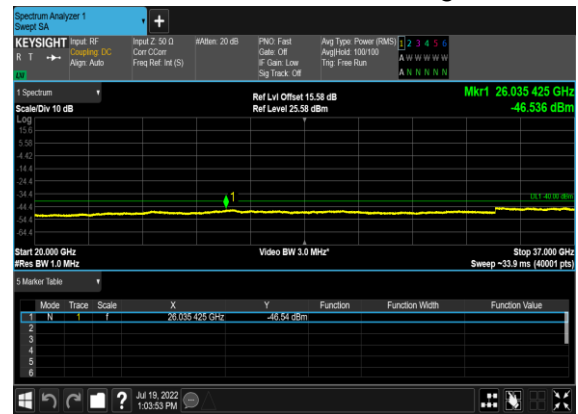 Spectrum Analyzer 1
Swept SA
+
KEYSIGHT Input: RF Input Z: 50 Ω #Atten: 20 dB PNO: Fast Avg Type: Power (RMS) 1 2 3 4 5 6
R T Coupling: DC Corr CCorr Gate: Off Avg|Hold: 100/100 A W W W W W
Align: Auto Freq Ref: Int (S) IF Gain: Low Trig: Free Run
LV Sig Track: Off A N N N N N
1 Spectrum
Scale/Div 10 dB
Ref Lvl Offset 15.58 dB
Ref Level 25.58 dBm
Mkr1 26.035 425 GHz
-46.536 dBm
Log
15.6
5.58
-4.42
-14.4
-24.4
-34.4
-44.4
-54.4
-64.4
1
DL1 -40.00 dBm
Start 20.000 GHz Video BW 3.0 MHz* Stop 37.000 GHz
#Res BW 1.0 MHz Sweep ~33.9 ms (40001 pts)
5 Marker Table
Mode Trace Scale X Y Function Function Width Function Value
1 N 1 f 26.035 425 GHz -46.54 dBm
2
3
4
5
6
?
Jul 19, 2022
1:03:53 PM